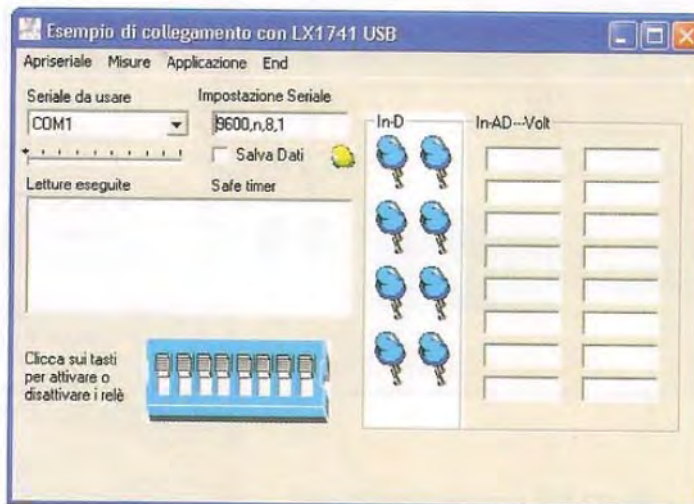 Esempio di collegamento con LX1741 USB
Apriseriale Misure Applicazione End
Seriale da usare
Impostazione Seriale
COM1
9600,n,8,1
Salva Dati
Letture eseguite
Safe timer
In-D
In-AD---Volt
Clicca sui tasti
per attivare o
disattivare i relè